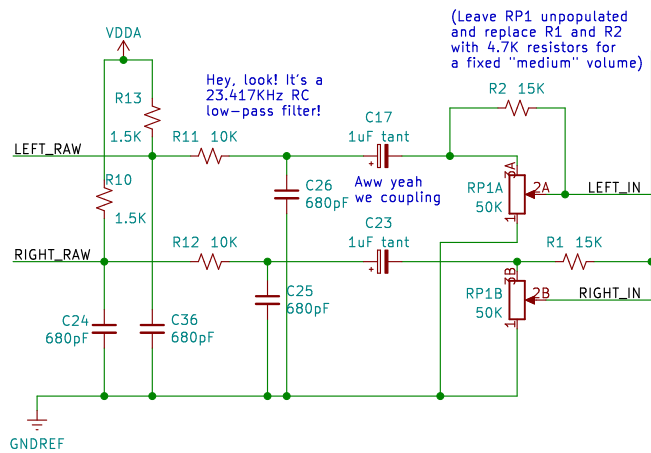 (Leave RP1 unpopulated
and replace R1 and R2
with 4.7K resistors for
a fixed "medium" volume)
VDDA
Hey, look! It's a
23.417KHz RC
low-pass filter!
R2 15K
R13
1.5K
C17
1uF tant
+
LEFT_RAW
R11 10K
R10
1.5K
C26
680pF
Aww yeah
we coupling
RP1A
50K
3A
2A
1
LEFT_IN
C23
1uF tant
+
RIGHT_RAW
R12 10K
R1 15K
C25
680pF
RP1B
50K
3B
2B
1
RIGHT_IN
C24
680pF
C36
680pF
GNDREF